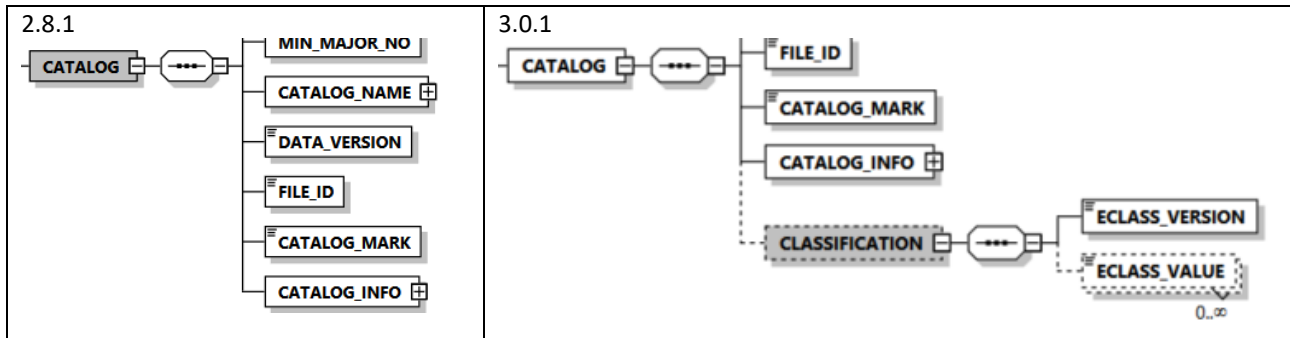 2.8.1
MIN_MAJOR_NO
CATALOG
CATALOG_NAME
DATA_VERSION
FILE_ID
CATALOG_MARK
CATALOG_INFO
3.0.1
FILE_ID
CATALOG
CATALOG_MARK
CATALOG_INFO
CLASSIFICATION
ECLASS_VERSION
ECLASS_VALUE
0..∞